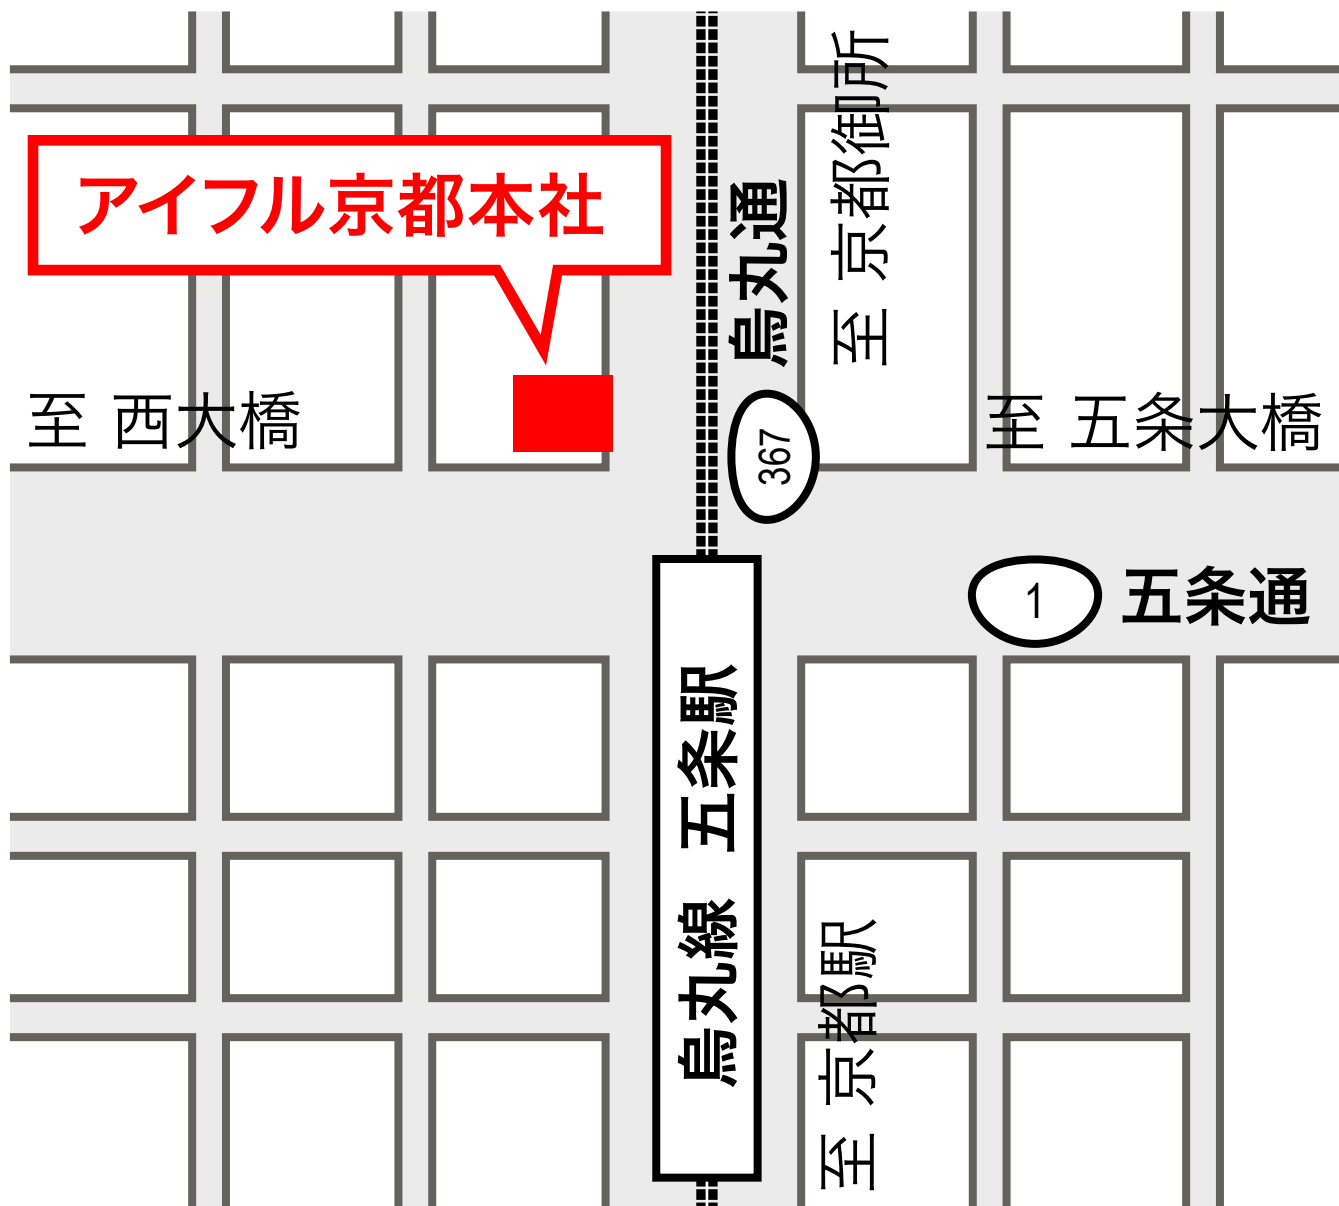 アイフル京都本社
烏丸通
至 京都御所
至 西大橋
至 五条大橋
367
1
五条通
烏丸線 五条駅
至 京都駅